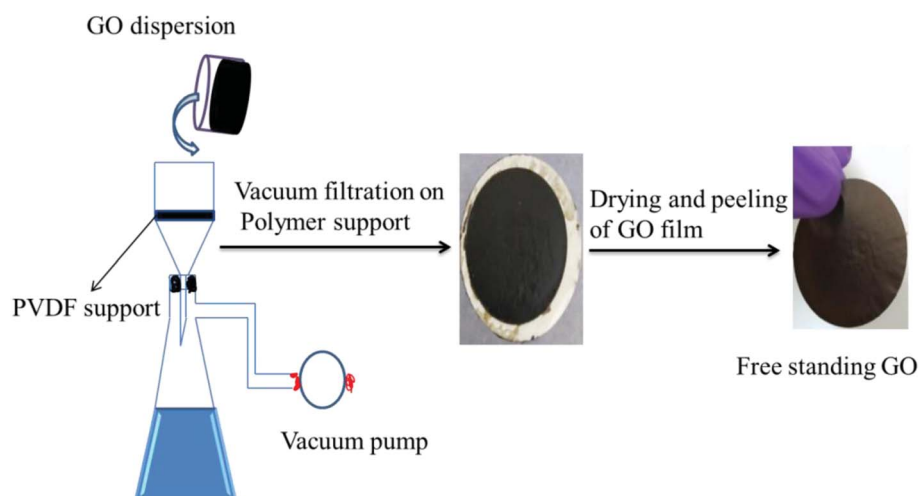 GO dispersion
Vacuum filtration on
Polymer support
Drying and peeling
of GO film
PVDF support
Free standing GO
Vacuum pump